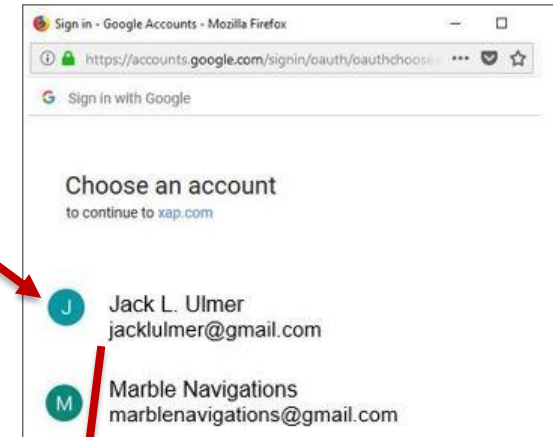 Sign in - Google Accounts - Mozilla Firefox
https://accounts.google.com/signin/oauth/oauthchoose
G Sign in with Google
Choose an account
to continue to xap.com
J
Jack L. Ulmer
jacklulmer@gmail.com
M
Marble Navigations
marblenavigations@gmail.com